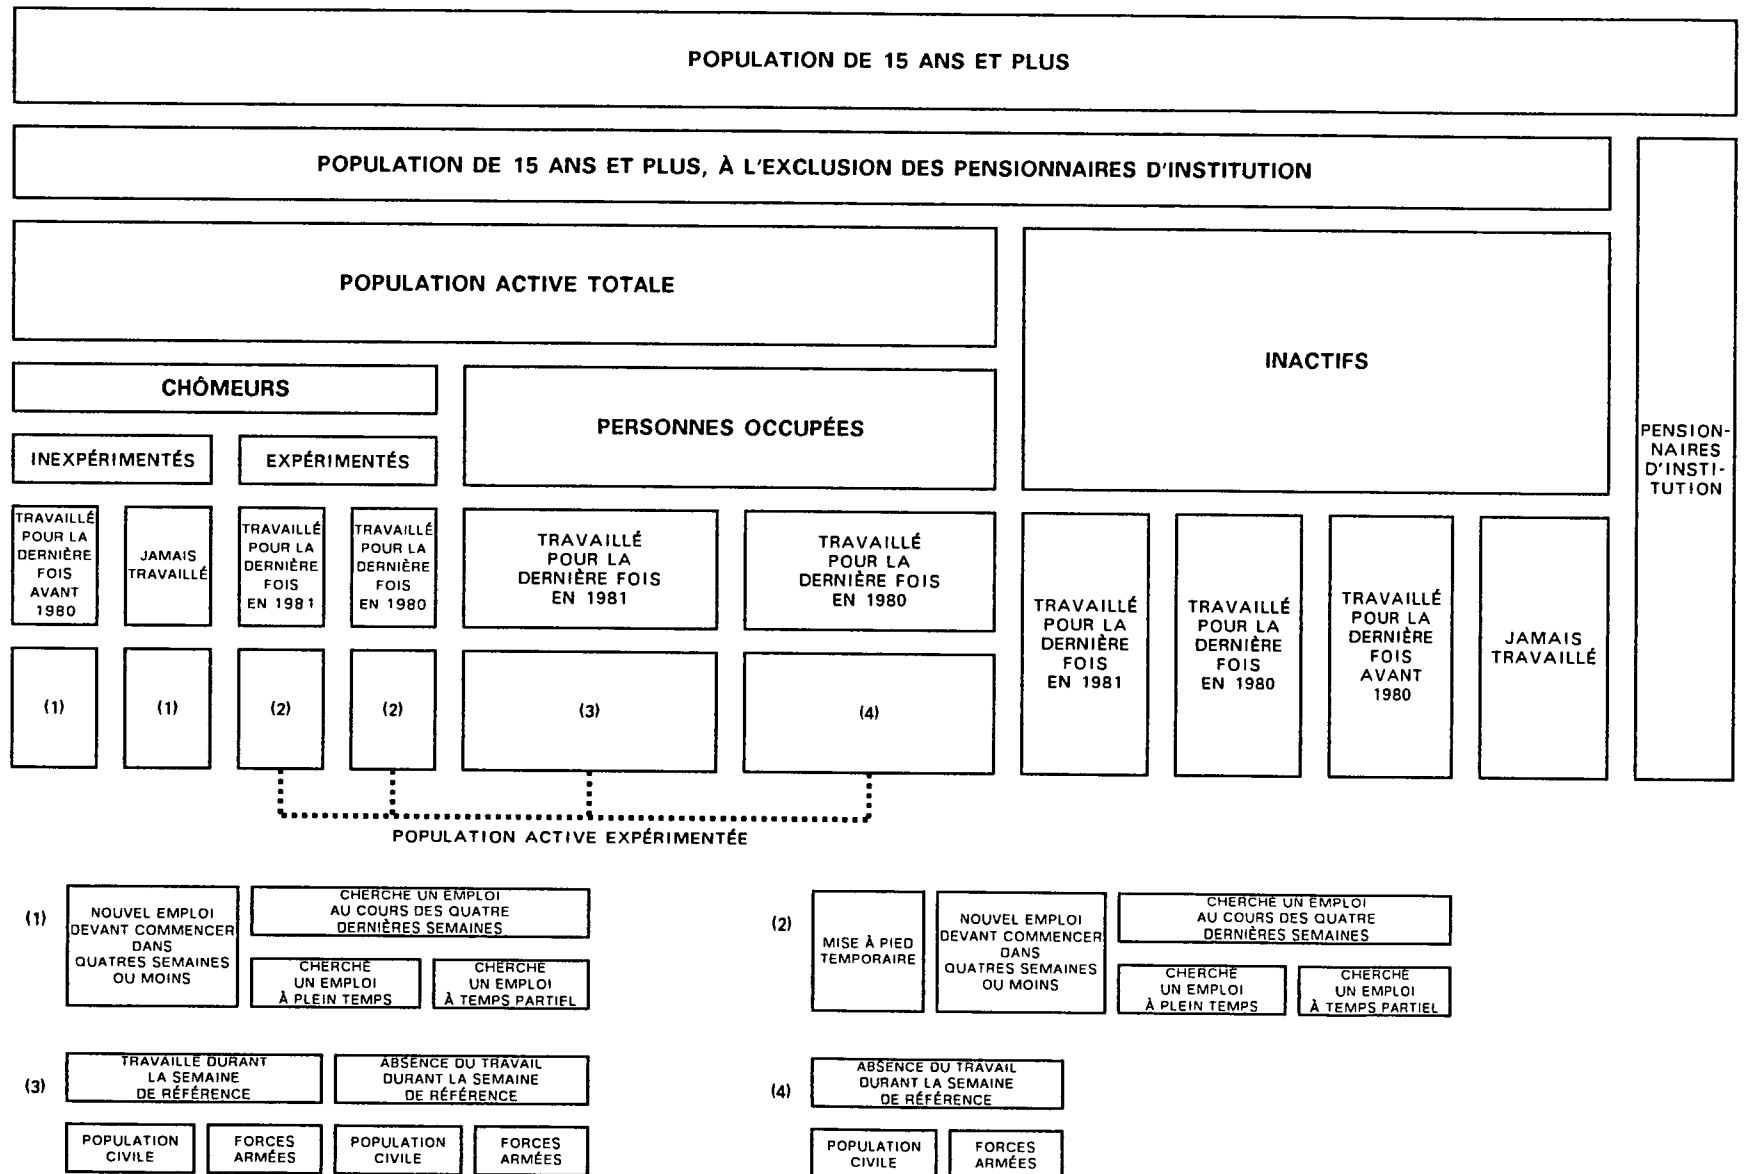 POPULATION DE 15 ANS ET PLUS
POPULATION DE 15 ANS ET PLUS, À L'EXCLUSION DES PENSIONNAIRES D'INSTITUTION
POPULATION ACTIVE TOTALE
INACTIFS
PENSION-
NAIRES
D'INSTI-
TUTION
CHÔMEURS
PERSONNES OCCUPÉES
INEXPÉRIMENTÉS
EXPÉRIMENTÉS
TRAVAILLÉ
POUR LA
DERNIÈRE
FOIS
AVANT
1980
JAMAIS
TRAVAILLÉ
TRAVAILLÉ
POUR LA
DERNIÈRE
FOIS
EN 1981
TRAVAILLÉ
POUR LA
DERNIÈRE
FOIS
EN 1980
TRAVAILLÉ
POUR LA
DERNIÈRE FOIS
EN 1981
TRAVAILLÉ
POUR LA
DERNIÈRE FOIS
EN 1980
TRAVAILLÉ
POUR LA
DERNIÈRE
FOIS
EN 1981
TRAVAILLÉ
POUR LA
DERNIÈRE
FOIS
EN 1980
TRAVAILLÉ
POUR LA
DERNIÈRE
FOIS
AVANT
1980
JAMAIS
TRAVAILLÉ
(1)
(1)
(2)
(2)
(3)
(4)
POPULATION ACTIVE EXPÉRIMENTÉE
(1)
NOUVEL EMPLOI
DEVANT COMMENCER
DANS
QUATRES SEMAINES
OU MOINS
CHERCHÉ UN EMPLOI
AU COURS DES QUATRE
DERNIÈRES SEMAINES
CHERCHÉ
UN EMPLOI
À PLEIN TEMPS
CHERCHÉ
UN EMPLOI
À TEMPS PARTIEL
(2)
MISE À PIED
TEMPORAIRE
NOUVEL EMPLOI
DEVANT COMMENCER
DANS
QUATRES SEMAINES
OU MOINS
CHERCHÉ UN EMPLOI
AU COURS DES QUATRE
DERNIÈRES SEMAINES
CHERCHÉ
UN EMPLOI
À PLEIN TEMPS
CHERCHÉ
UN EMPLOI
À TEMPS PARTIEL
(3)
TRAVAILLÉ DURANT
LA SEMAINE
DE RÉFÉRENCE
ABSENCE DU TRAVAIL
DURANT LA SEMAINE
DE RÉFÉRENCE
POPULATION
CIVILE
FORCES
ARMÉES
POPULATION
CIVILE
FORCES
ARMÉES
(4)
ABSENCE DU TRAVAIL
DURANT LA SEMAINE
DE RÉFÉRENCE
POPULATION
CIVILE
FORCES
ARMÉES